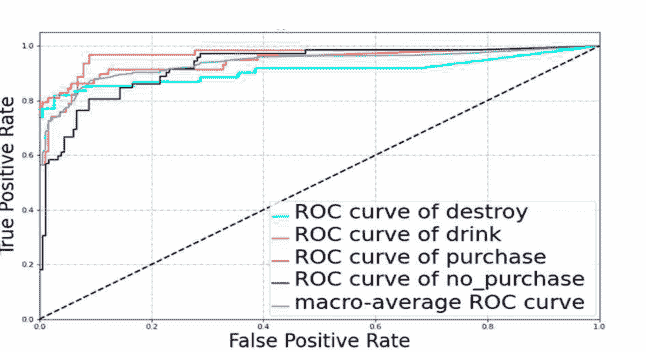 1.0
0.8
0.6
0.4
0.2
0.0
True Positive Rate
ROC curve of destroy
ROC curve of drink
ROC curve of purchase
ROC curve of no_purchase
macro-average ROC curve
0.0 0.2 0.4 0.6 0.8 1.0
False Positive Rate